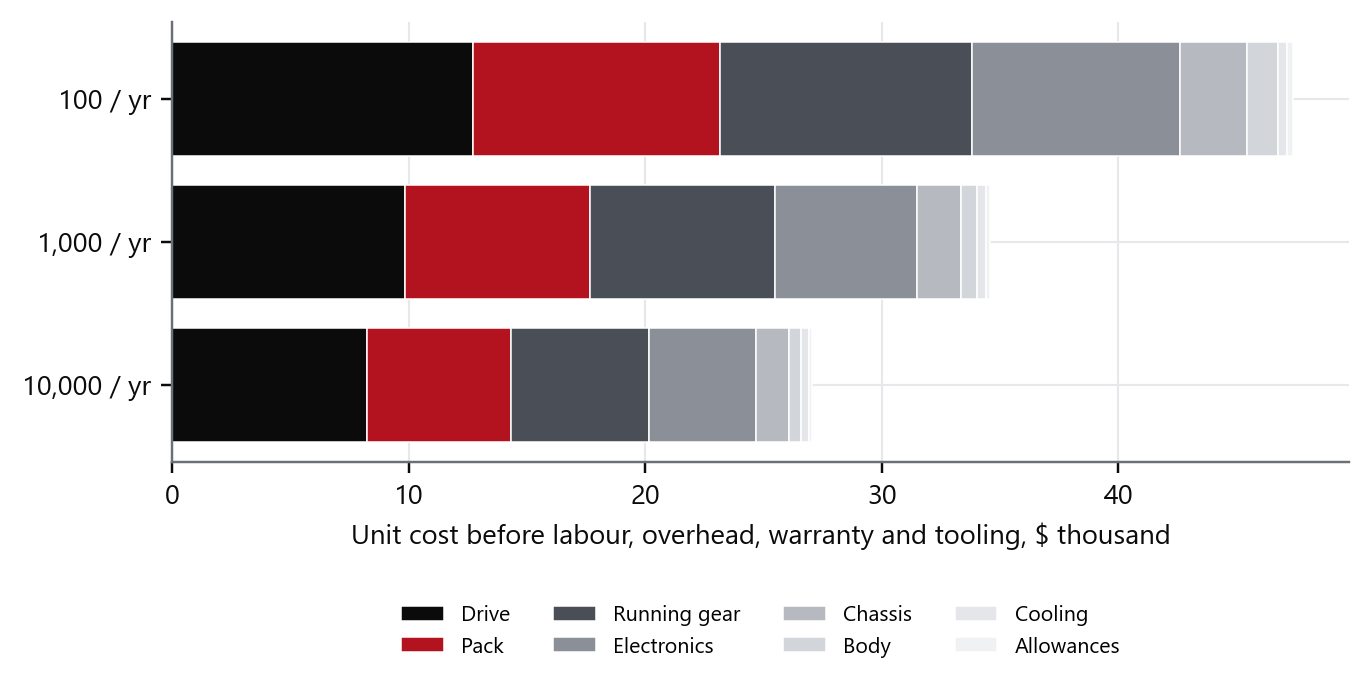 100 / yr
1,000 / yr
10,000 / yr
0 10 20 30 40
Unit cost before labour, overhead, warranty and tooling, $ thousand
Drive Running gear Chassis Cooling
Pack Electronics Body Allowances